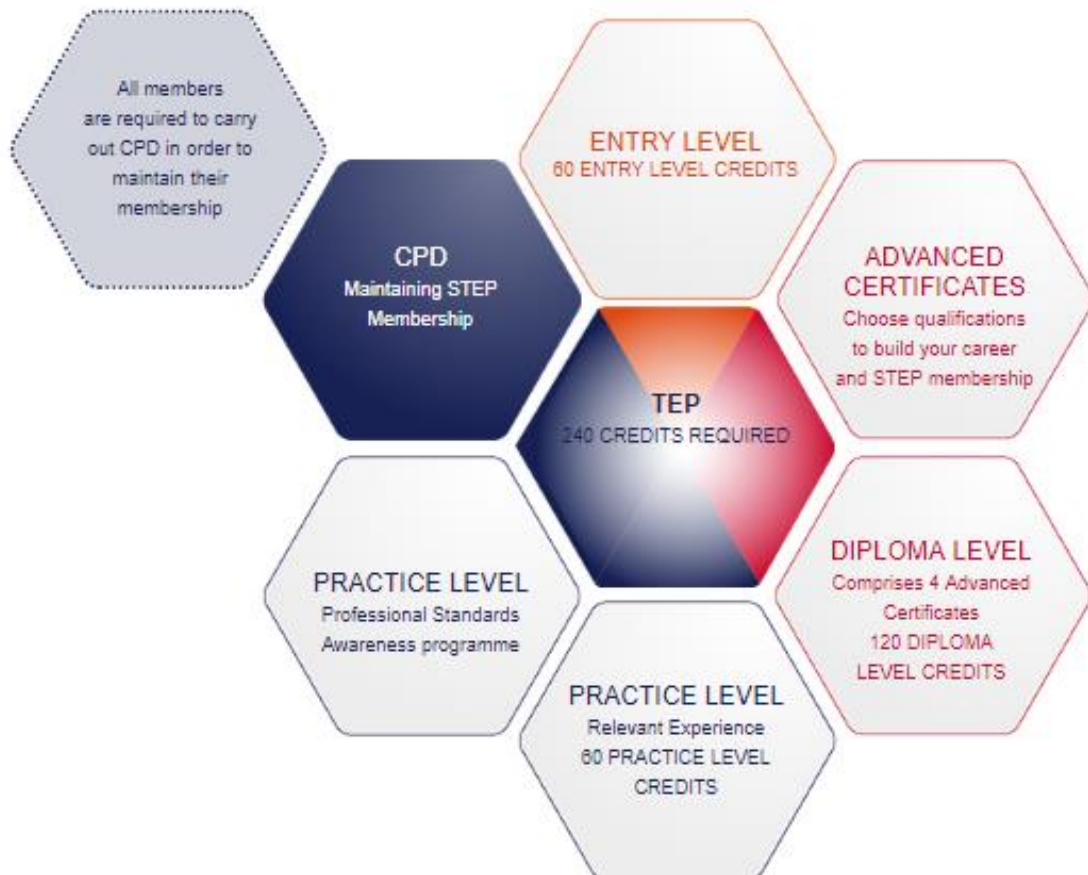 All members
are required to carry
out CPD in order to
maintain their
membership
ENTRY LEVEL
60 ENTRY LEVEL CREDITS
CPD
Maintaining STEP
Membership
ADVANCED
CERTIFICATES
Choose qualifications
to build your career
and STEP membership
TEP
240 CREDITS REQUIRED
PRACTICE LEVEL
Professional Standards
Awareness programme
DIPLOMA LEVEL
Comprises 4 Advanced
Certificates
120 DIPLOMA
LEVEL CREDITS
PRACTICE LEVEL
Relevant Experience
60 PRACTICE LEVEL
CREDITS